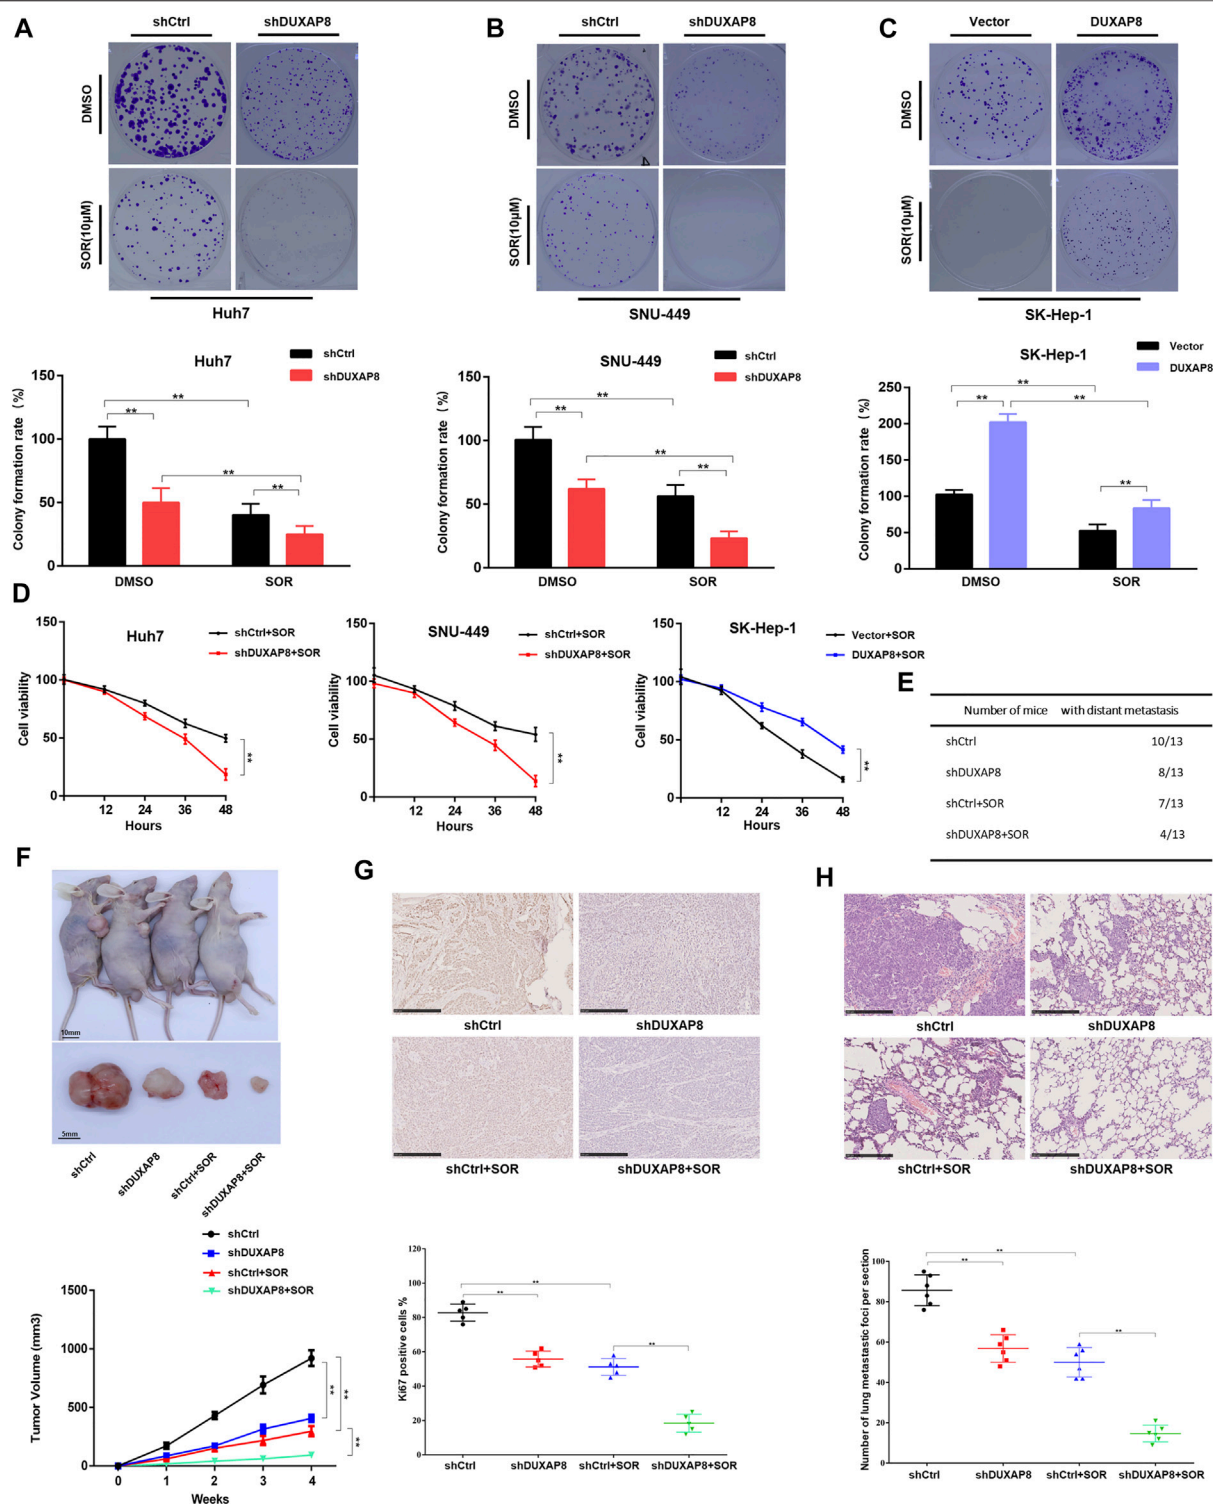 A
shCtrl
shDUXAP8
DMSO
SOR(10μM)
Huh7
B
shCtrl
shDUXAP8
DMSO
SOR(10μM)
SNU-449
C
Vector
DUXAP8
DMSO
SOR(10μM)
SK-Hep-1
Huh7
shCtrl
shDUXAP8
Colony formation rate (%)
150
100
50
0
**
**
**
**
DMSO
SOR
SNU-449
shCtrl
shDUXAP8
Colony formation rate (%)
150
100
50
0
**
**
**
**
DMSO
SOR
SK-Hep-1
Vector
DUXAP8
Colony formation rate (%)
250
200
150
100
50
0
**
**
**
**
DMSO
SOR
D
Huh7
shCtrl+SOR
shDUXAP8+SOR
Cell viability
150
100
50
0
12
24
36
48
Hours
**
SNU-449
shCtrl+SOR
shDUXAP8+SOR
Cell viability
150
100
50
0
12
24
36
48
Hours
**
SK-Hep-1
Vector+SOR
DUXAP8+SOR
Cell viability
150
100
50
0
12
24
36
48
Hours
**
E
Number of mice with distant metastasis
shCtrl 10/13
shDUXAP8 8/13
shCtrl+SOR 7/13
shDUXAP8+SOR 4/13
F
10mm
5mm
shCtrl
shDUXAP8
shCtrl+SOR
shDUXAP8+SOR
shCtrl
shDUXAP8
shCtrl+SOR
shDUXAP8+SOR
Tumor Volume (mm3)
1500
1000
500
0
0
1
2
3
4
Weeks
**
**
**
G
shCtrl
shDUXAP8
shCtrl+SOR
shDUXAP8+SOR
Ki67 positive cells %
120
100
80
60
40
20
0
**
**
**
shCtrl
shDUXAP8
shCtrl+SOR
shDUXAP8+SOR
H
shCtrl
shDUXAP8
shCtrl+SOR
shDUXAP8+SOR
Number of lung metastastic foci per section
100
80
60
40
20
0
**
**
**
shCtrl
shDUXAP8
shCtrl+SOR
shDUXAP8+SOR